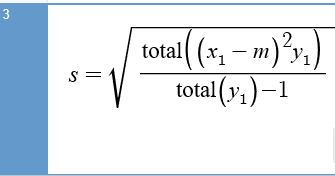 3
s = √(total((x₁ − m)²y₁) / (total(y₁) − 1))